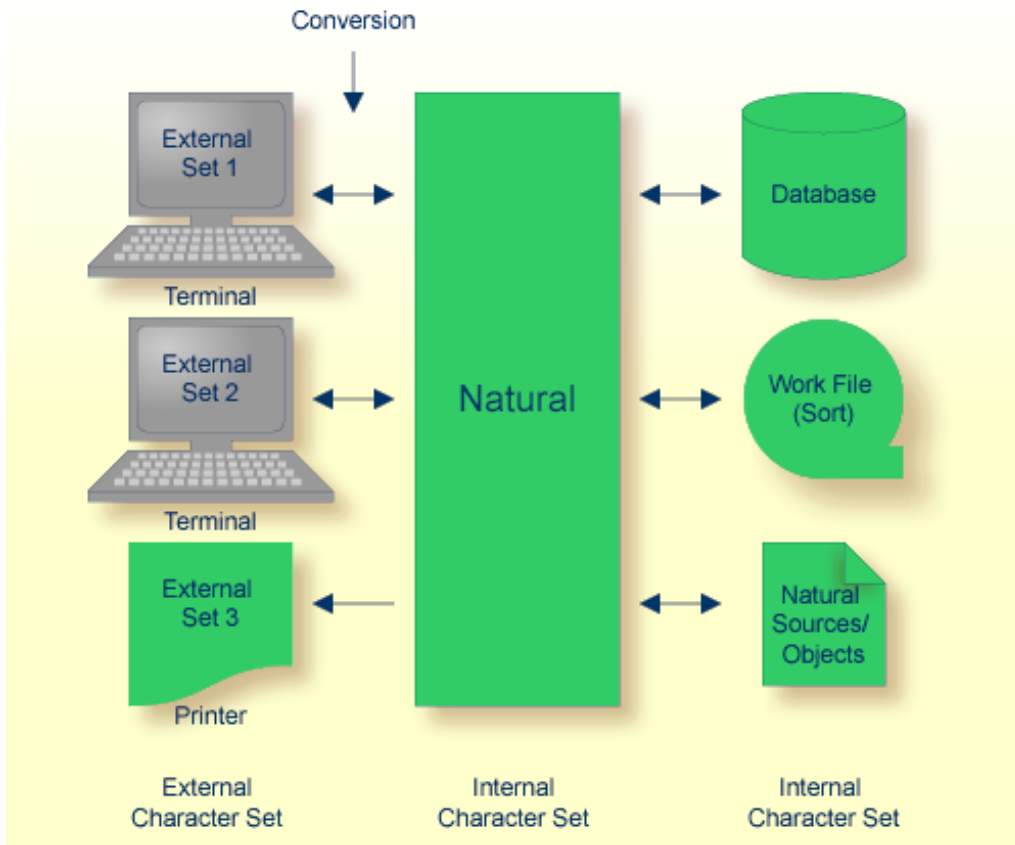 Conversion
External
Set 1
Terminal
External
Set 2
Terminal
External
Set 3
Printer
Natural
Database
Work File
(Sort)
Natural
Sources/
Objects
External
Character Set
Internal
Character Set
Internal
Character Set